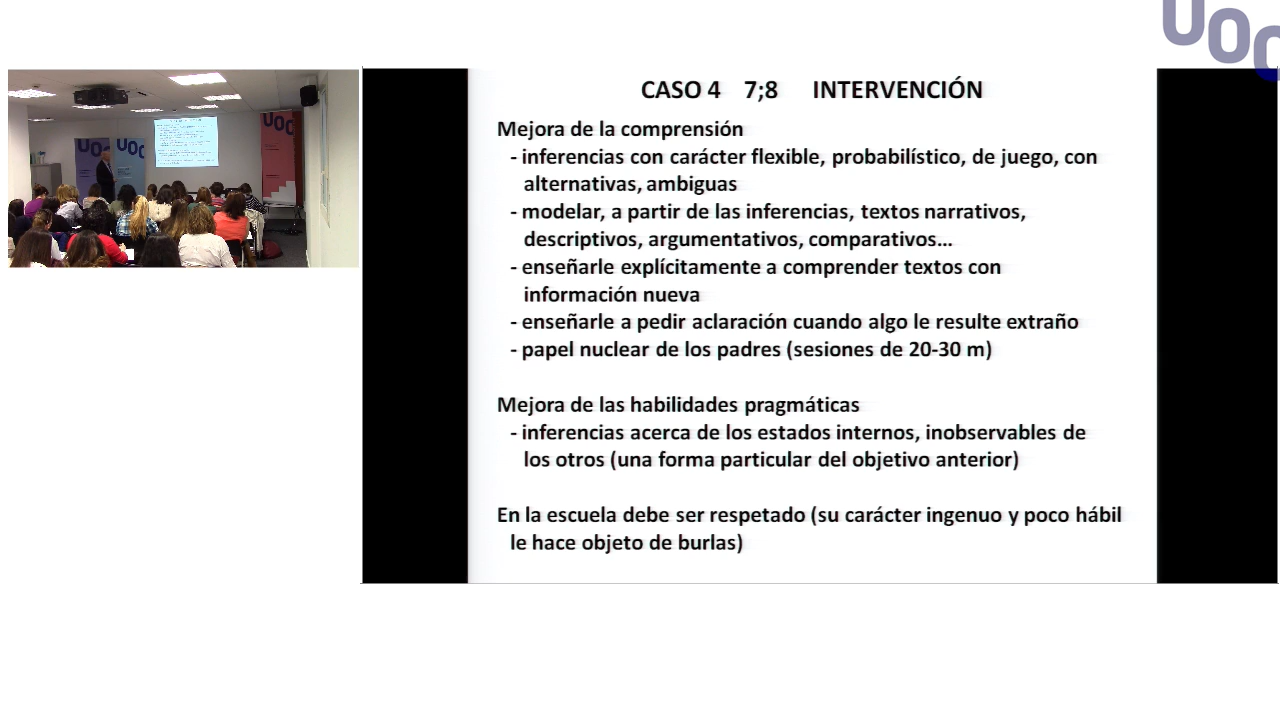 UOC
CASO 4 7;8 INTERVENCIÓN
Mejora de la comprensión
- inferencias con carácter flexible, probabilístico, de juego, con
alternativas, ambiguas
- modelar, a partir de las inferencias, textos narrativos,
descriptivos, argumentativos, comparativos...
- enseñarle explícitamente a comprender textos con
información nueva
- enseñarle a pedir aclaración cuando algo le resulte extraño
- papel nuclear de los padres (sesiones de 20-30 m)
Mejora de las habilidades pragmáticas
- inferencias acerca de los estados internos, inobservables de
los otros (una forma particular del objetivo anterior)
En la escuela debe ser respetado (su carácter ingenuo y poco hábil
le hace objeto de burlas)
UOC
UOC
UOC